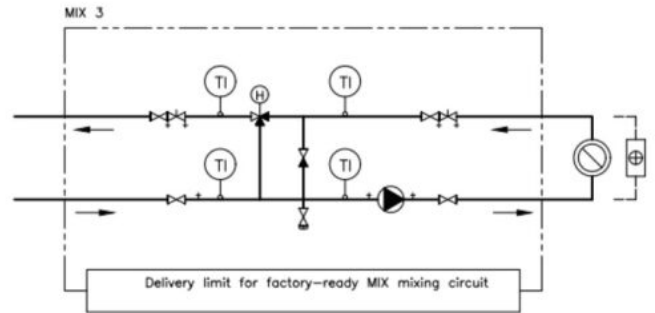 MIX 3
TI
TI
H
TI
TI
Delivery limit for factory-ready MIX mixing circuit